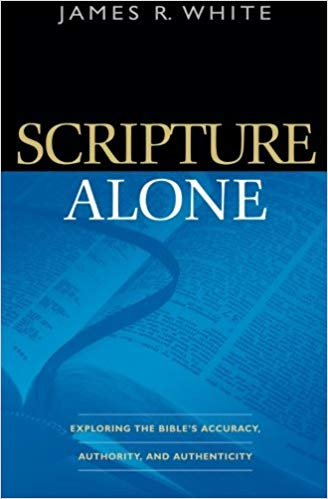 JAMES R. WHITE
SCRIPTURE
ALONE
EXPLORING THE BIBLE'S ACCURACY,
AUTHORITY, AND AUTHENTICITY